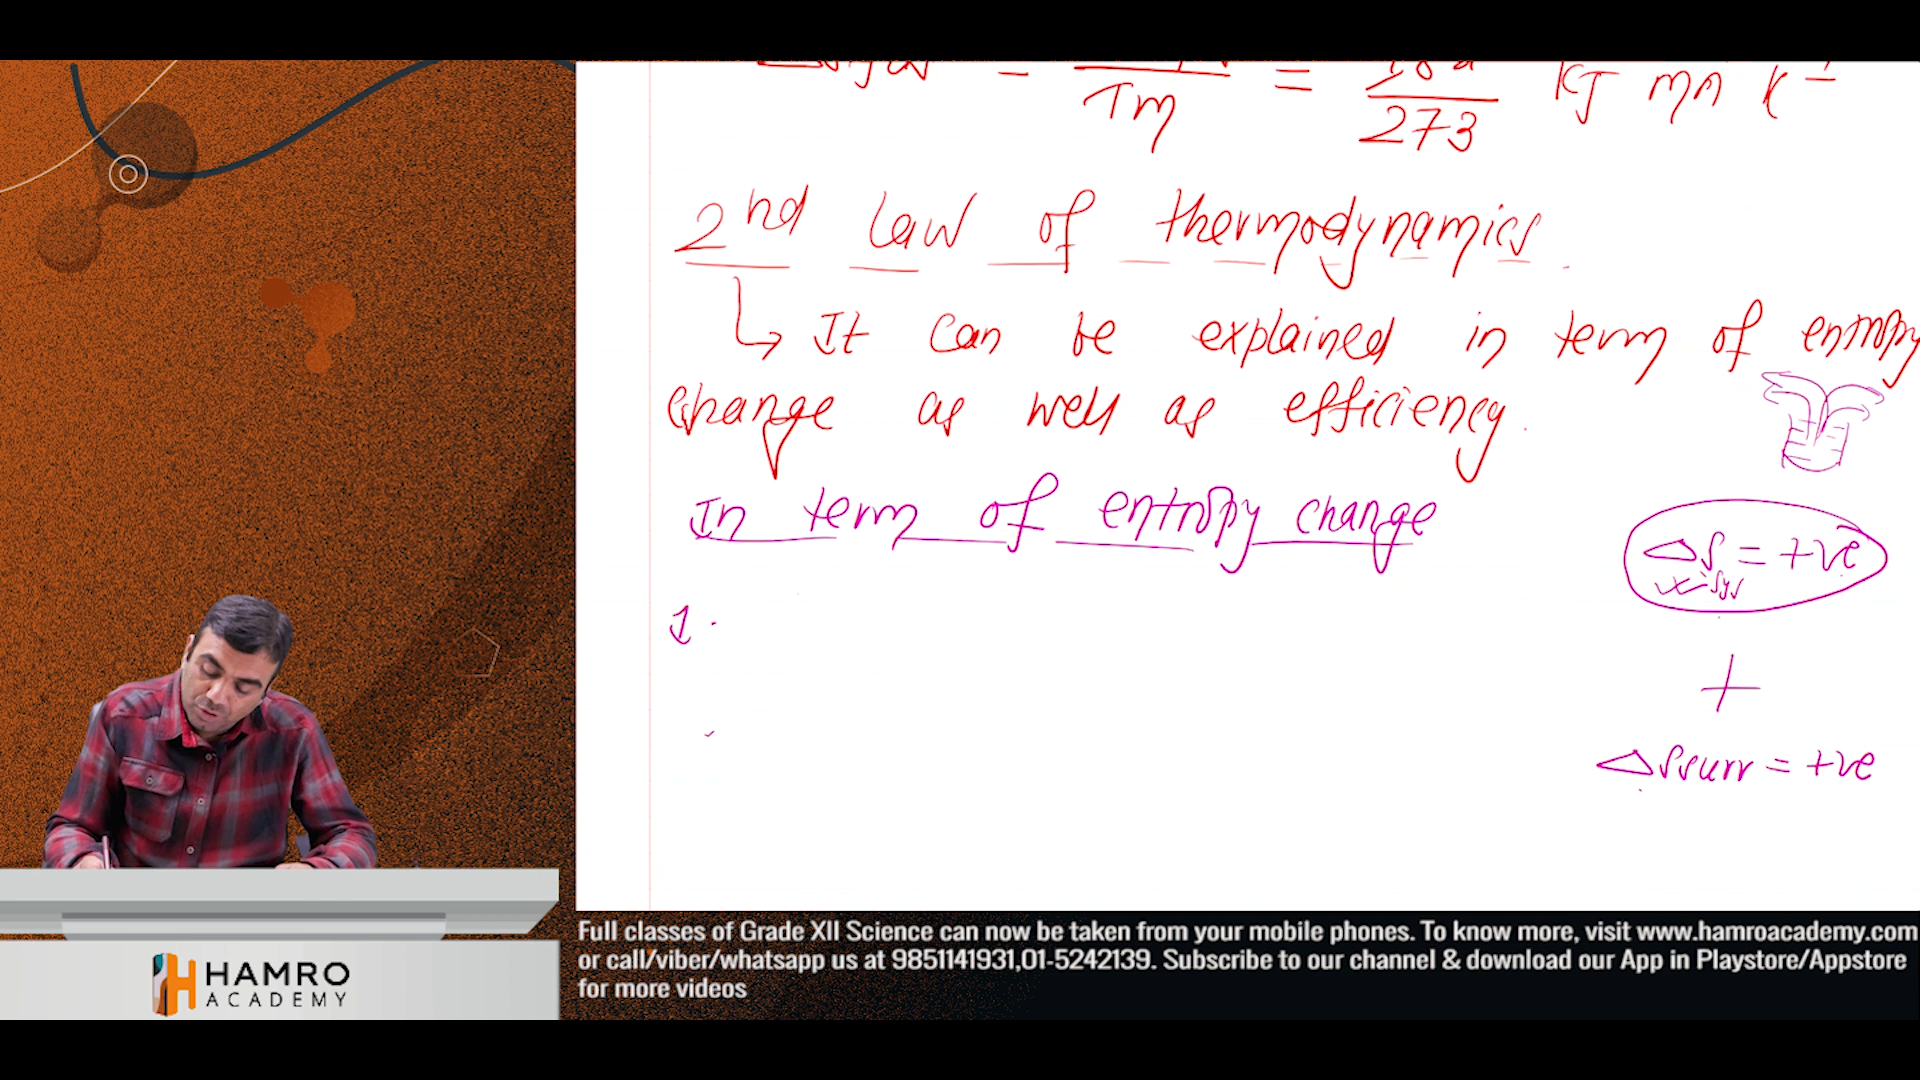 Tm = 273 KJ
2nd law of thermodynamics
It can be explained in term of entropy
change as well as efficiency.
In term of entropy change
ΔSsys = +ve
1.
+
ΔSsurr = +ve
Full classes of Grade XII Science can now be taken from your mobile phones. To know more, visit www.hamroacademy.com
or call/viber/whatsapp us at 9851141931,01-5242139. Subscribe to our channel & download our App in Playstore/Appstore
for more videos
HAMRO
ACADEMY